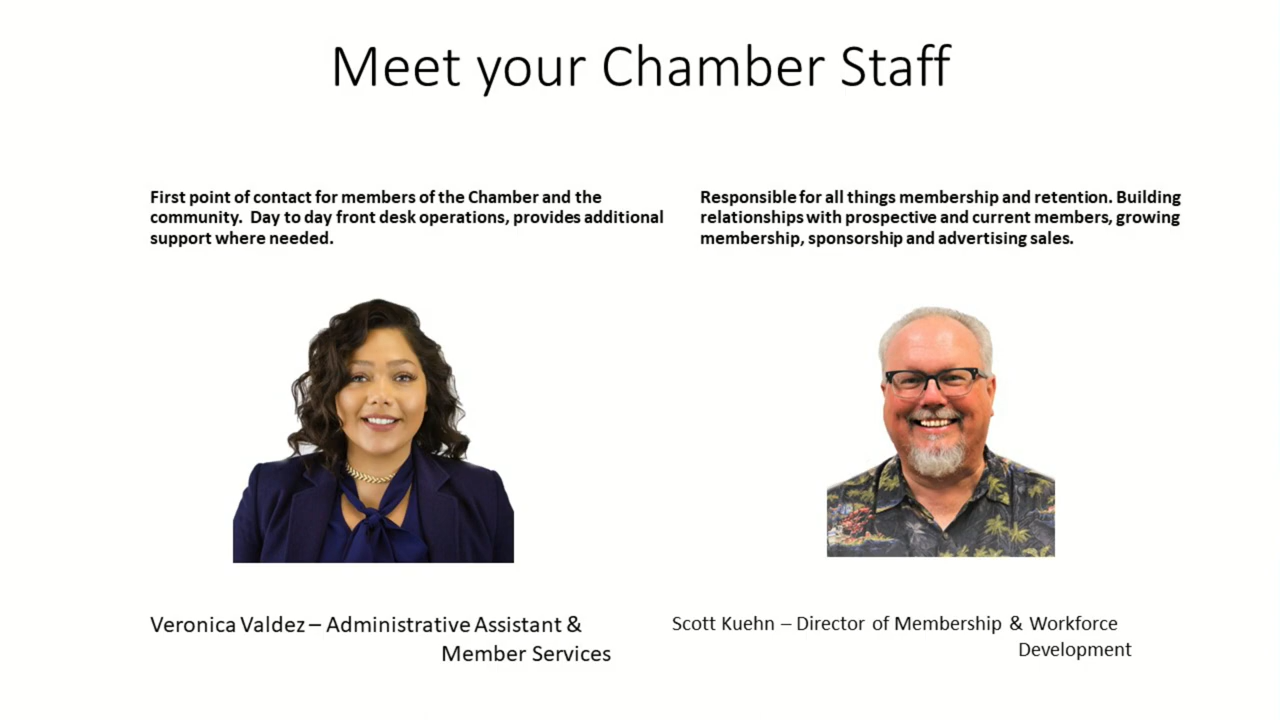 Meet your Chamber Staff
First point of contact for members of the Chamber and the
community. Day to day front desk operations, provides additional
support where needed.
Responsible for all things membership and retention. Building
relationships with prospective and current members, growing
membership, sponsorship and advertising sales.
Veronica Valdez – Administrative Assistant &
Member Services
Scott Kuehn – Director of Membership & Workforce
Development